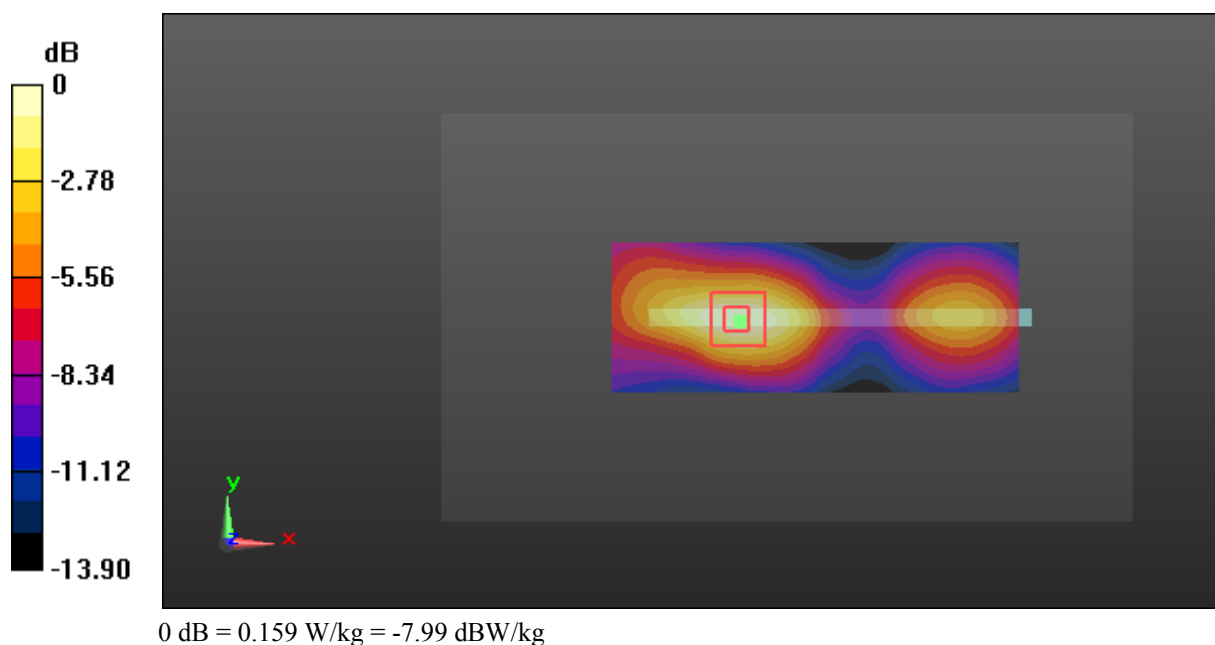 dB
0
-2.78
-5.56
-8.34
-11.12
-13.90
y
z
x
0 dB = 0.159 W/kg = -7.99 dBW/kg